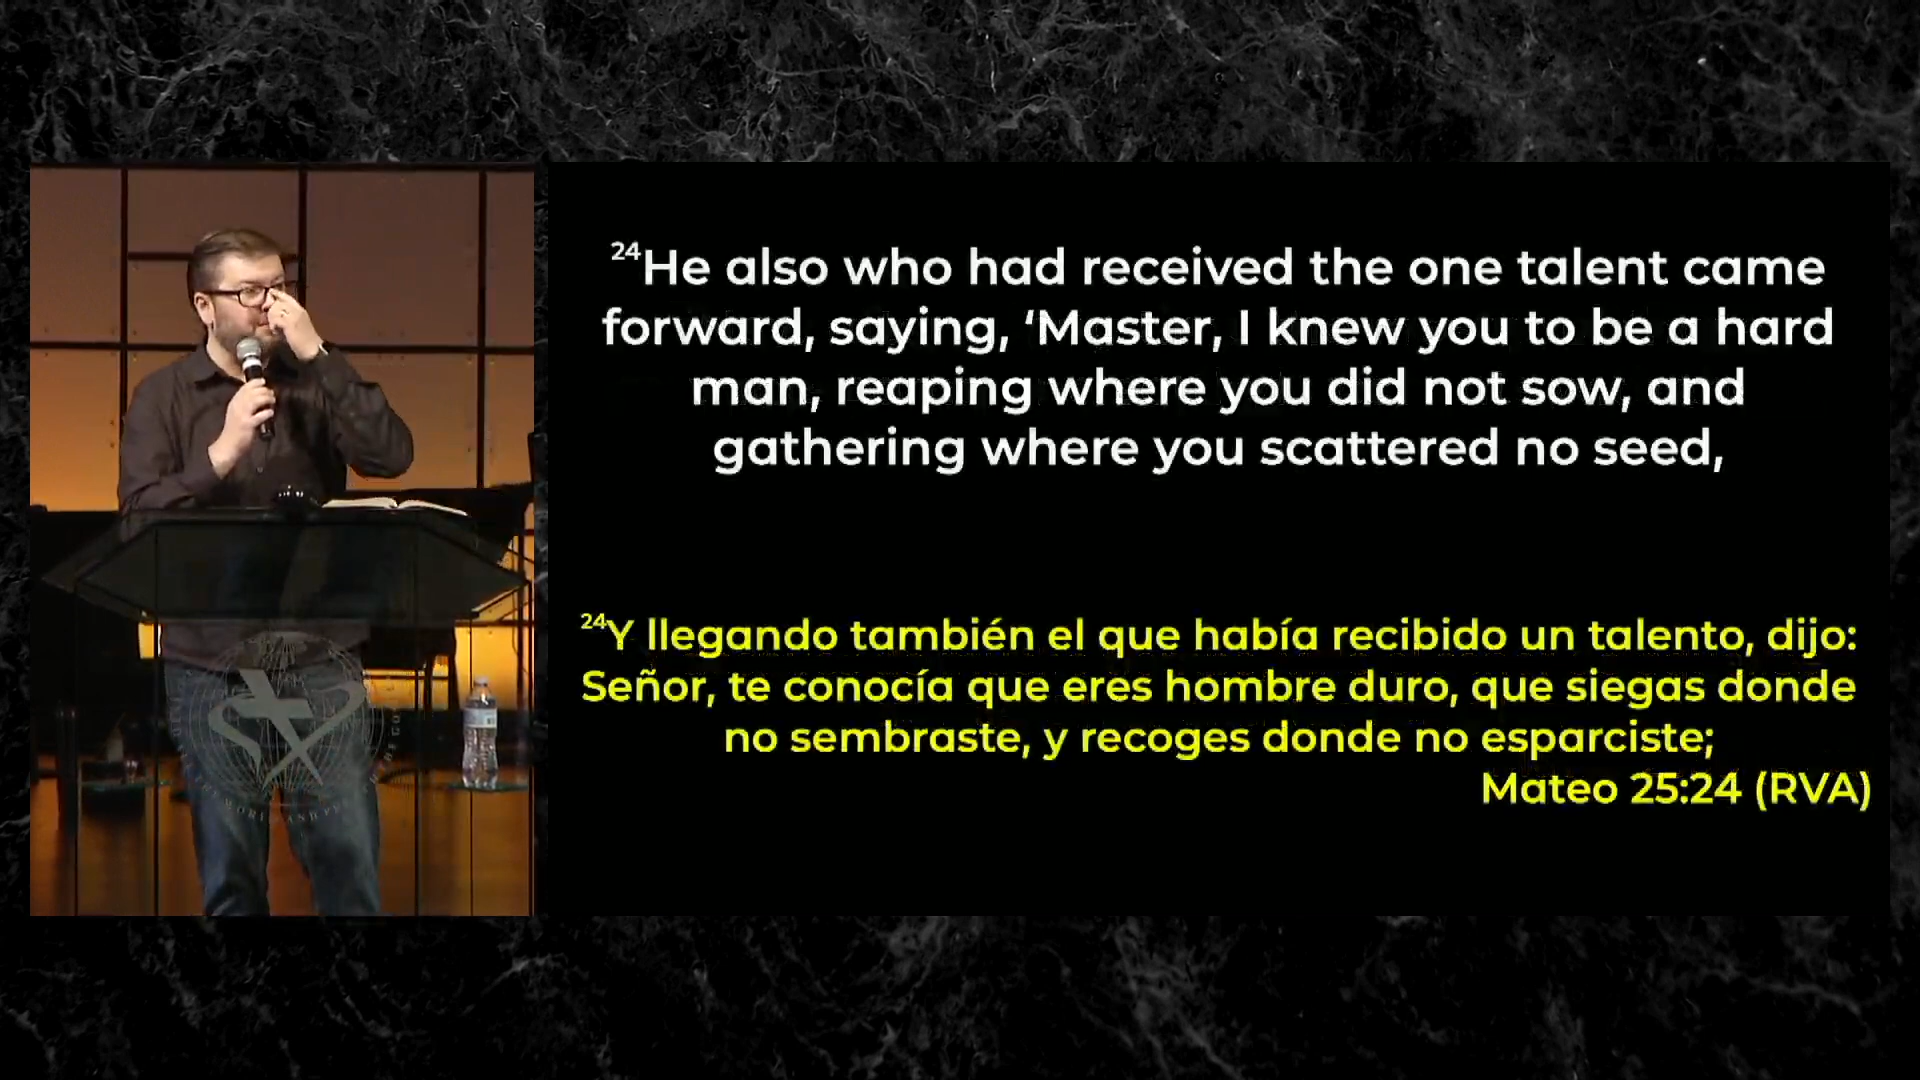 24He also who had received the one talent came
forward, saying, ‘Master, I knew you to be a hard
man, reaping where you did not sow, and
gathering where you scattered no seed,
24Y llegando también el que había recibido un talento, dijo:
Señor, te conocía que eres hombre duro, que siegas donde
no sembraste, y recoges donde no esparciste;
Mateo 25:24 (RVA)